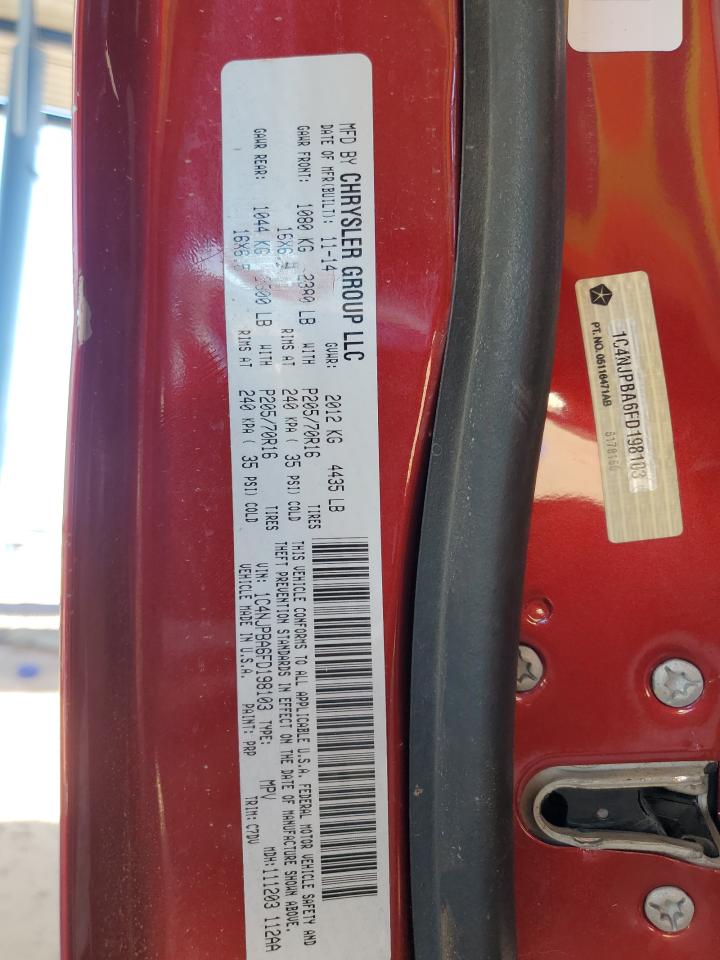 MFD BY CHRYSLER GROUP LLC
DATE OF MFR(BUILT): 11-14 GVWR: 2012 KG 4435 LB
GAWR FRONT: 1080 KG 2380 LB WITH P205/70R16 TIRES
RIMS AT 240 KPA ( 35 PSI) COLD
GAWR REAR: 1044 KG LB WITH P205/70R16 TIRES
RIMS AT 240 KPA ( 35 PSI) COLD
THIS VEHICLE CONFORMS TO ALL APPLICABLE U.S.A. FEDERAL MOTOR VEHICLE SAFETY AND
THEFT PREVENTION STANDARDS IN EFFECT ON THE DATE OF MANUFACTURE SHOWN ABOVE.
VIN: 1C4NJPBA6FD198103 TYPE: MPV MDH: 111203 112AA
VEHICLE MADE IN U.S.A. PAINT: PRP TRIM: C7DV
1C4NJPBA6FD198103
PT. NO. 05116471AB